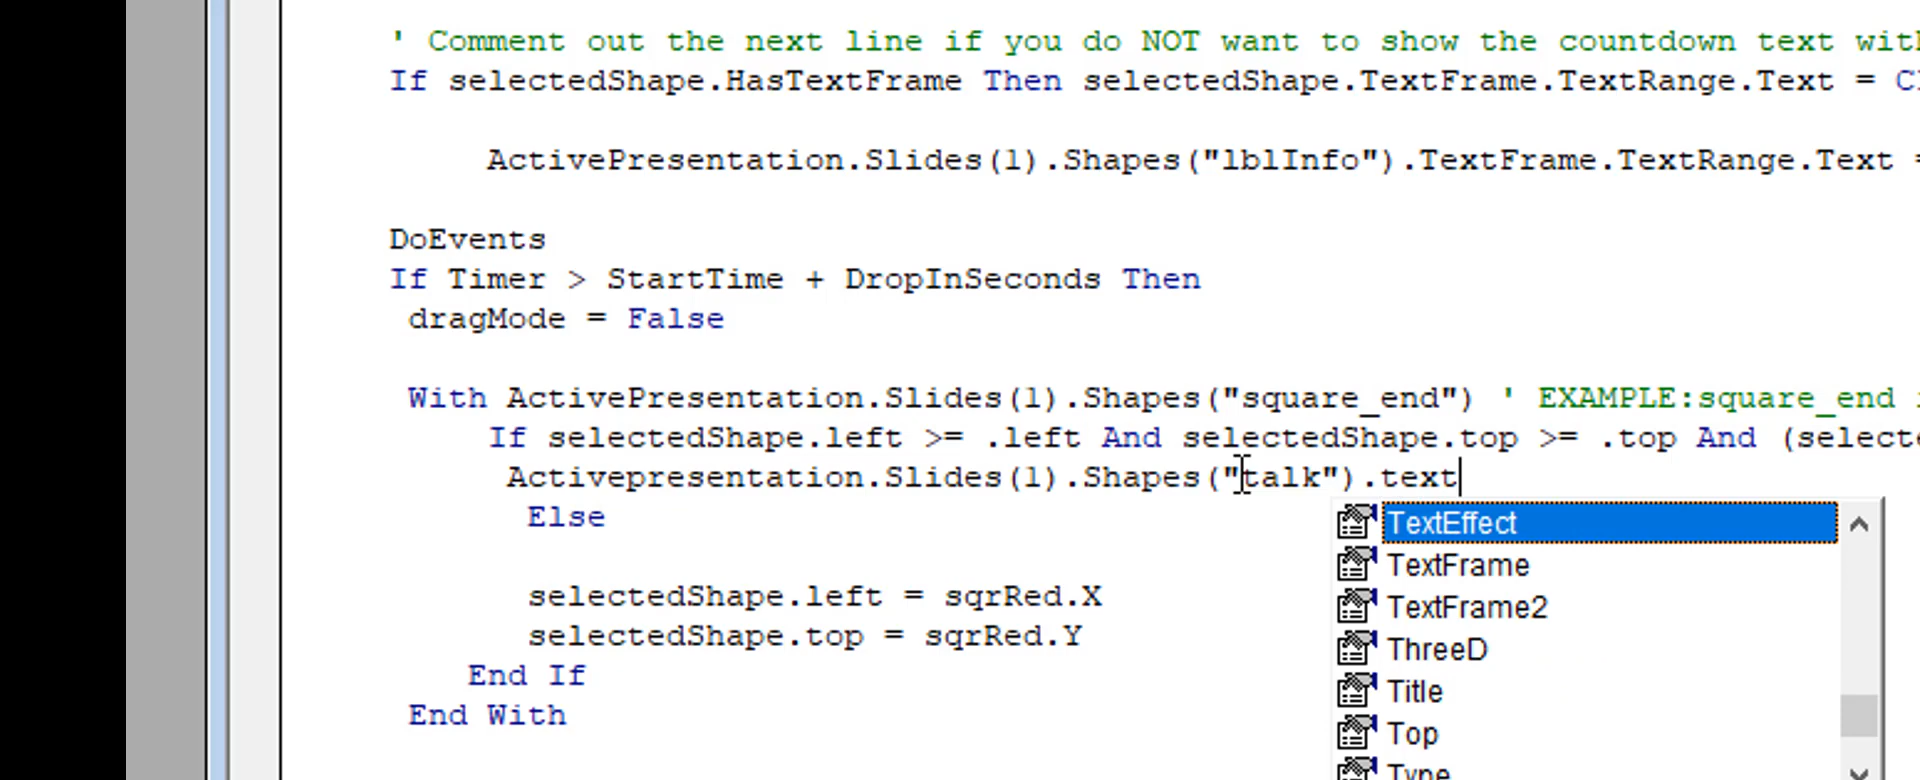 ' Comment out the next line if you do NOT want to show the countdown text
If selectedShape.HasTextFrame Then selectedShape.TextFrame.TextRange.Text =
ActivePresentation.Slides(1).Shapes("lblInfo").TextFrame.TextRange.Text =
DoEvents
If Timer > StartTime + DropInSeconds Then
dragMode = False
With ActivePresentation.Slides(1).Shapes("square_end") ' EXAMPLE:square_end
If selectedShape.left >= .left And selectedShape.top >= .top And
Activepresentation.Slides(1).Shapes("talk").text
Else
TextEffect
TextFrame
TextFrame2
ThreeD
Title
Top
Type
selectedShape.left = sqrRed.X
selectedShape.top = sqrRed.Y
End If
End With